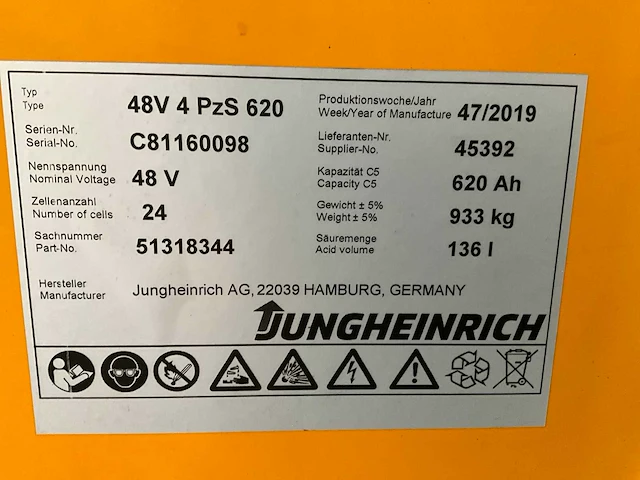 Typ
Type
48V 4 PzS 620
Produktionswoche/Jahr
Week/Year of Manufacture
47/2019
Serien-Nr.
Serial-No.
C81160098
Lieferanten-Nr.
Supplier-No.
45392
Nennspannung
Nominal Voltage
48 V
Kapazität C5
Capacity C5
620 Ah
Zellenanzahl
Number of cells
24
Gewicht ± 5%
Weight ± 5%
933 kg
Sachnummer
Part-No.
51318344
Säuremenge
Acid volume
136 l
Hersteller
Manufacturer
Jungheinrich AG, 22039 HAMBURG, GERMANY
JUNGHEINRICH